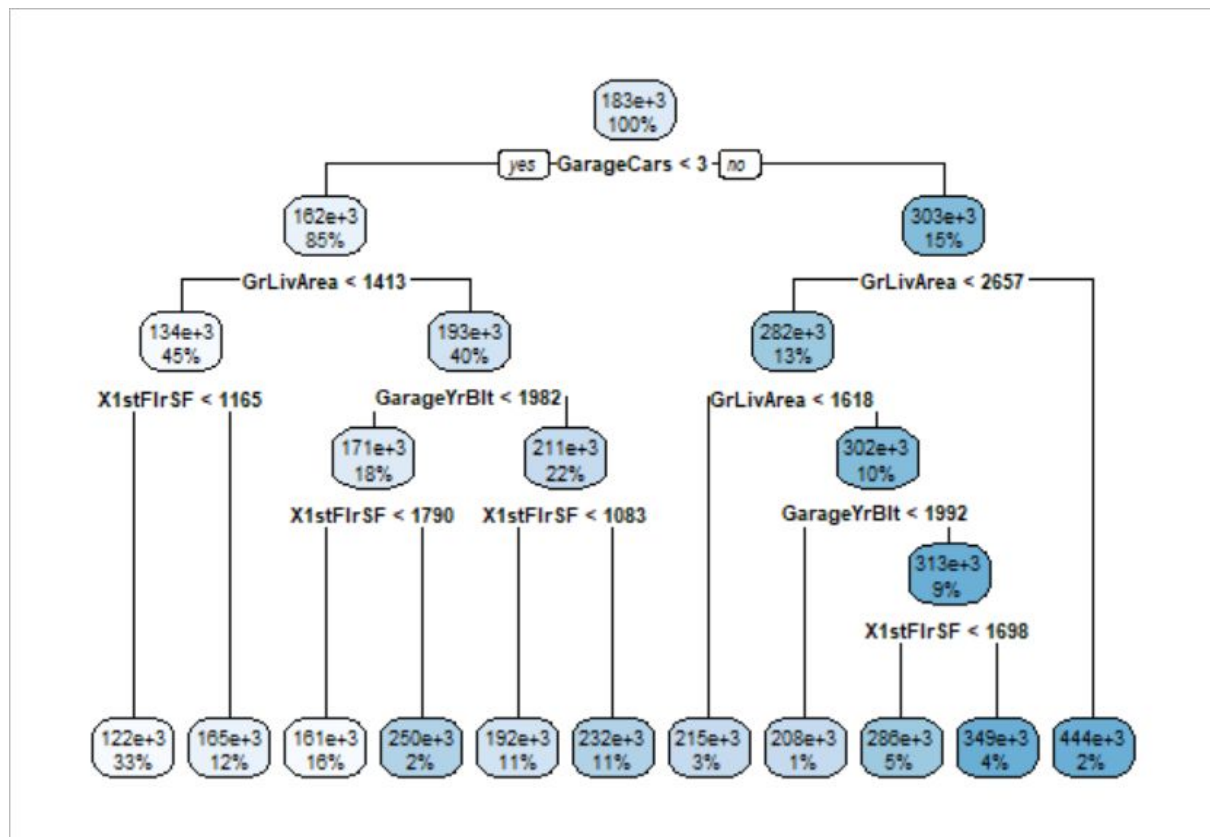 183e+3
100%
yes GarageCars < 3 no
162e+3
85%
303e+3
15%
GrLivArea < 1413
GrLivArea < 2657
134e+3
45%
193e+3
40%
282e+3
13%
X1stFlrSF < 1165
GarageYrBlt < 1982
GrLivArea < 1618
171e+3
18%
211e+3
22%
302e+3
10%
X1stFlrSF < 1790
X1stFlrSF < 1083
GarageYrBlt < 1992
313e+3
9%
X1stFlrSF < 1698
122e+3
33%
165e+3
12%
161e+3
16%
250e+3
2%
192e+3
11%
232e+3
11%
215e+3
3%
208e+3
1%
286e+3
5%
349e+3
4%
444e+3
2%